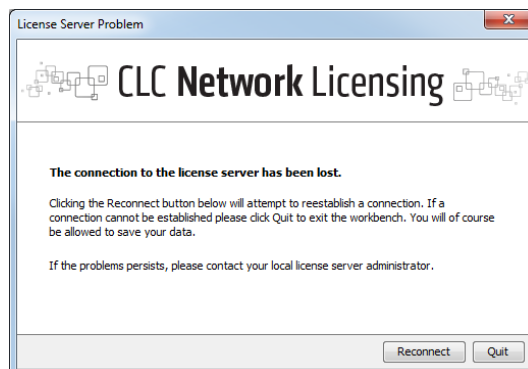 License Server Problem
CLC Network Licensing
The connection to the license server has been lost.
Clicking the Reconnect button below will attempt to reestablish a connection. If a
connection cannot be established please click Quit to exit the workbench. You will of course
be allowed to save your data.
If the problems persists, please contact your local license server administrator.
Reconnect Quit